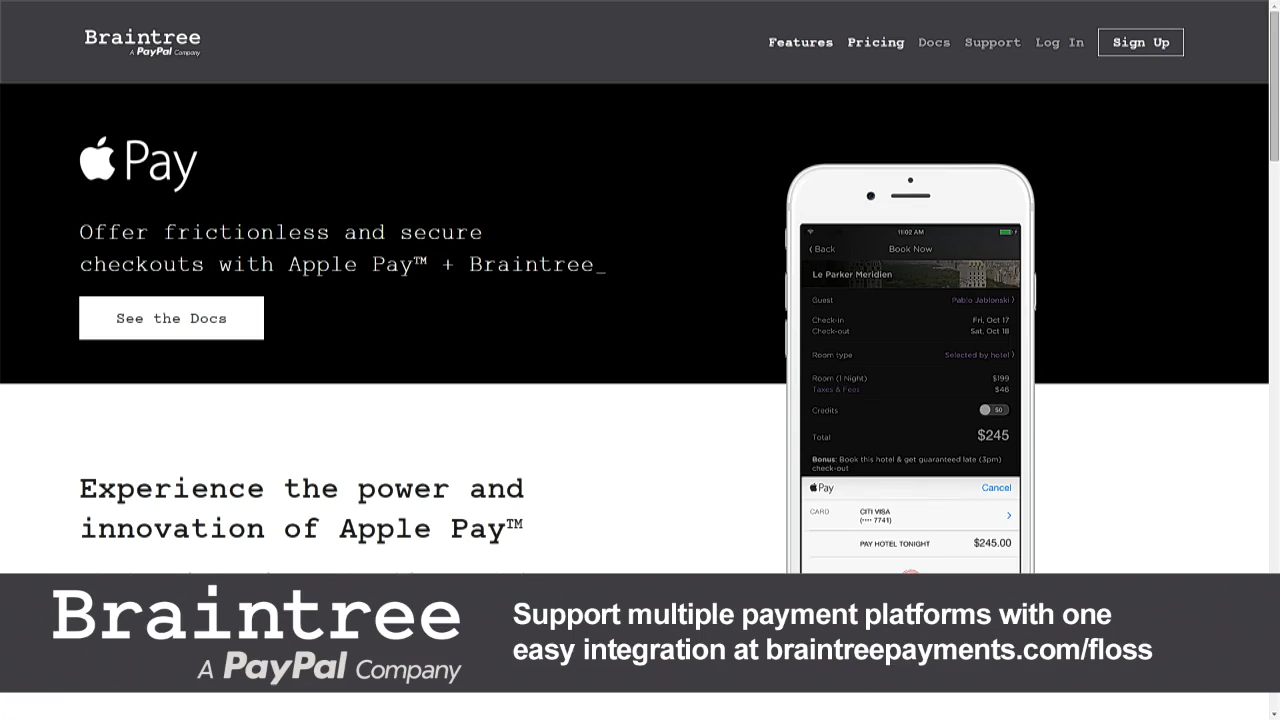 Braintree
A PayPal Company
Features Pricing Docs Support Log In Sign Up
Pay
Offer frictionless and secure
checkouts with Apple Pay™ + Braintree_
See the Docs
11:02 AM
Back Book Now
Le Parker Meridien
Guest Pablo Jablonski
Check-in Fri, Oct 17
Check-out Sat, Oct 18
Room type Selected by hotel
Room (1 Night) $199
Taxes & Fees $46
Credits $0
Total $245
Bonus: Book this hotel & get guaranteed late (3pm)
check-out
Pay Cancel
CARD CITI VISA
(•••• 7741)
PAY HOTEL TONIGHT $245.00
Experience the power and
innovation of Apple Pay™
Braintree
A PayPal Company
Support multiple payment platforms with one
easy integration at braintreepayments.com/floss